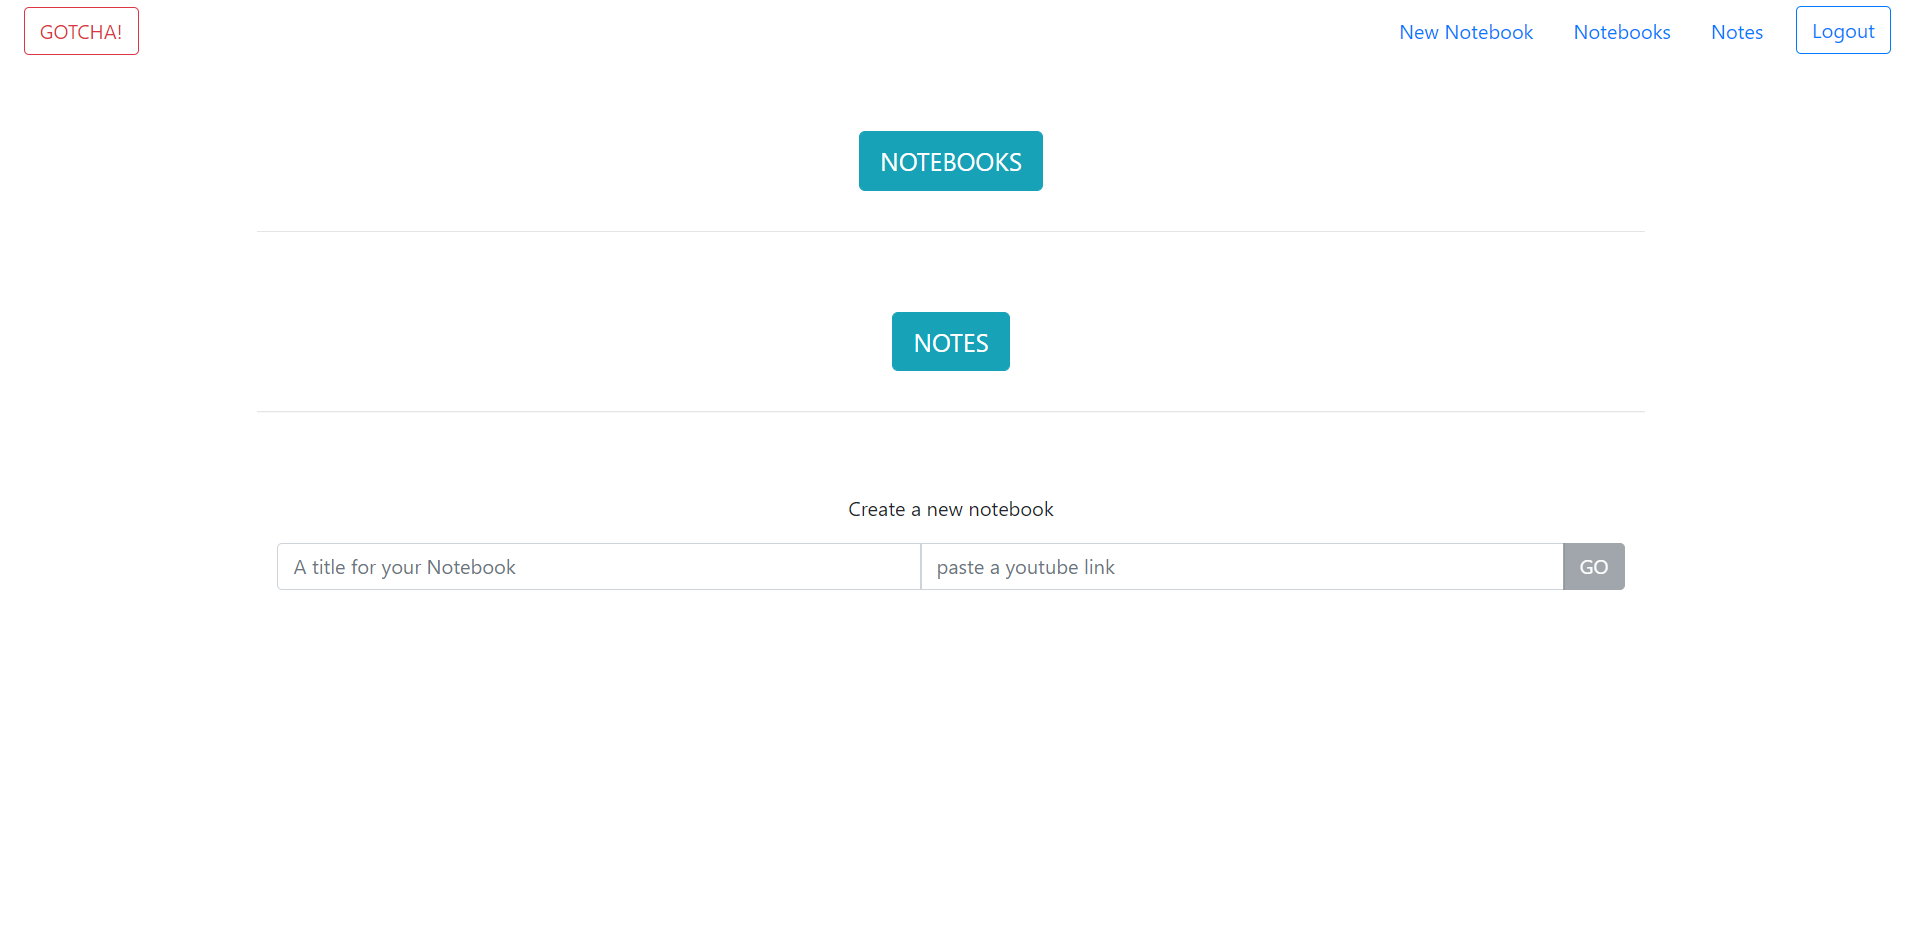 GOTCHA! New Notebook Notebooks Notes Logout
NOTEBOOKS
NOTES
Create a new notebook
A title for your Notebook paste a youtube link GO